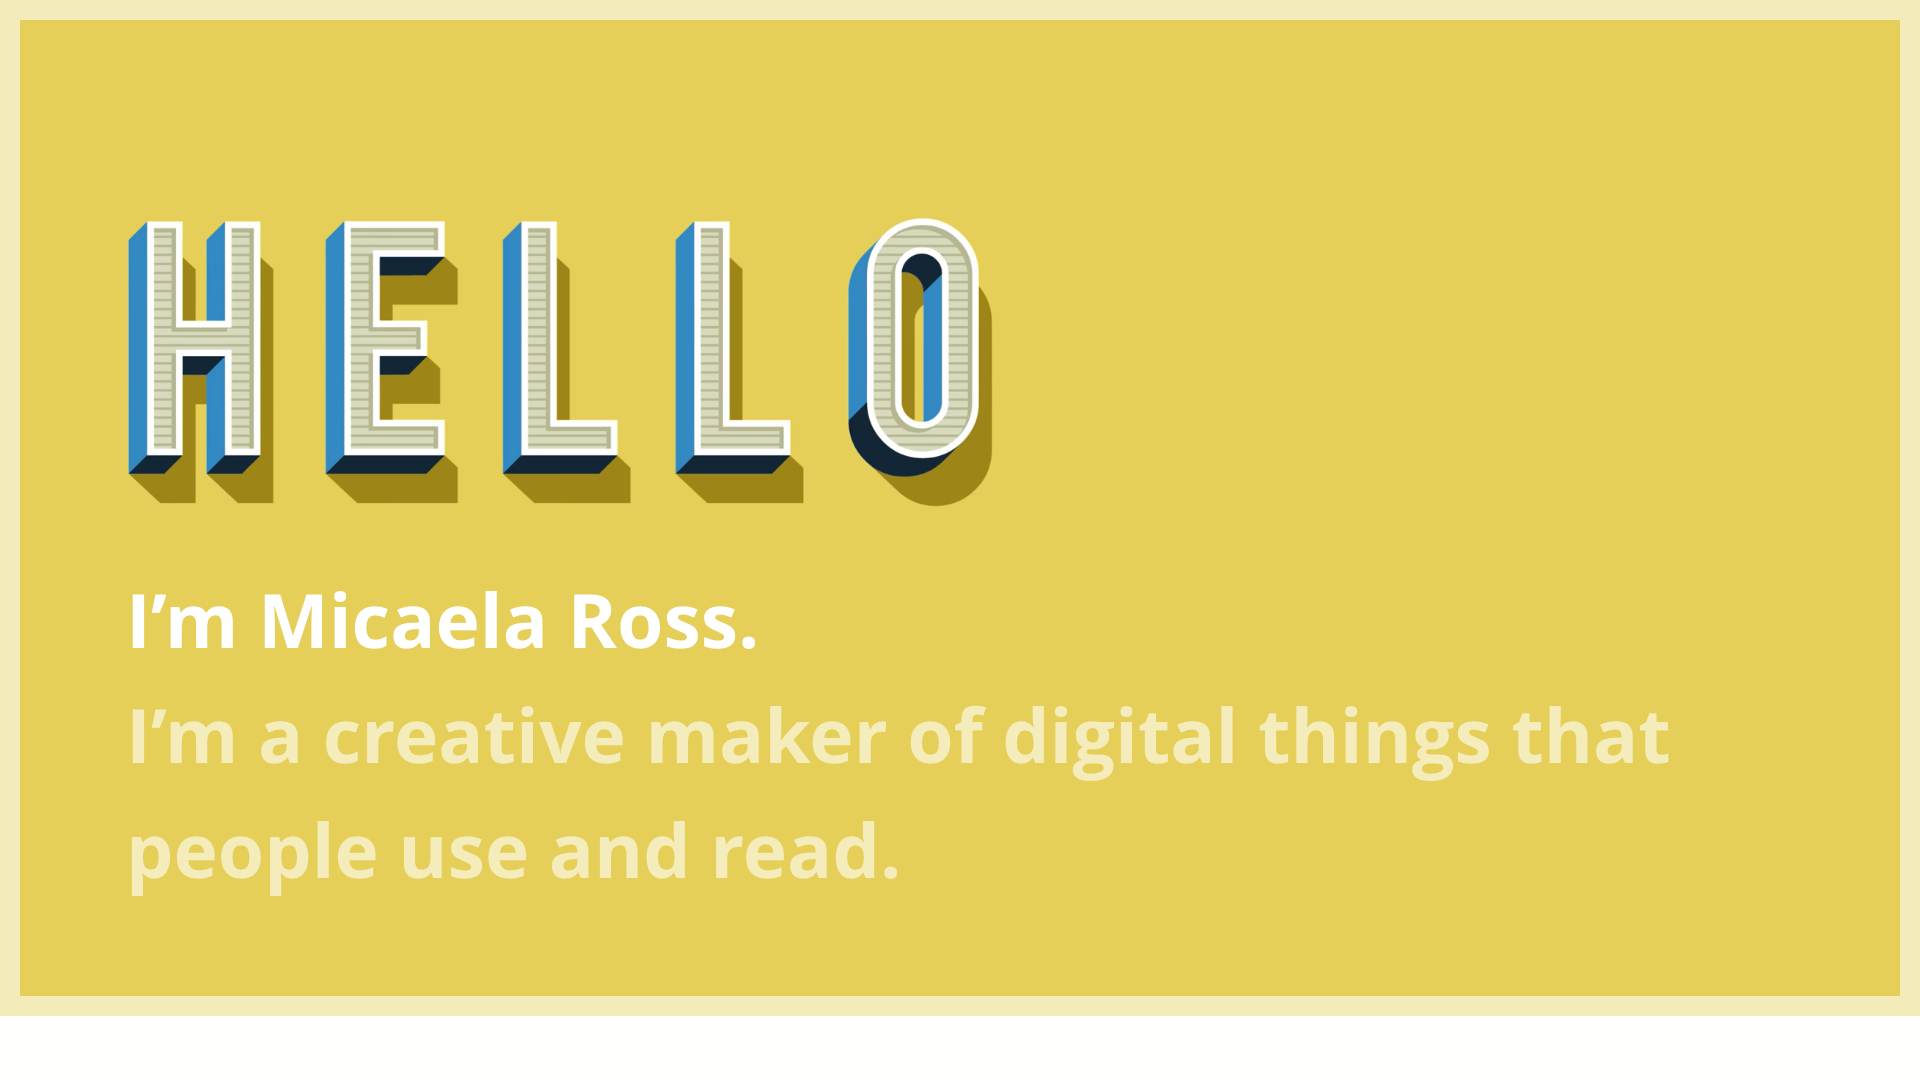 HELLO
I’m Micaela Ross.
I’m a creative maker of digital things that
people use and read.